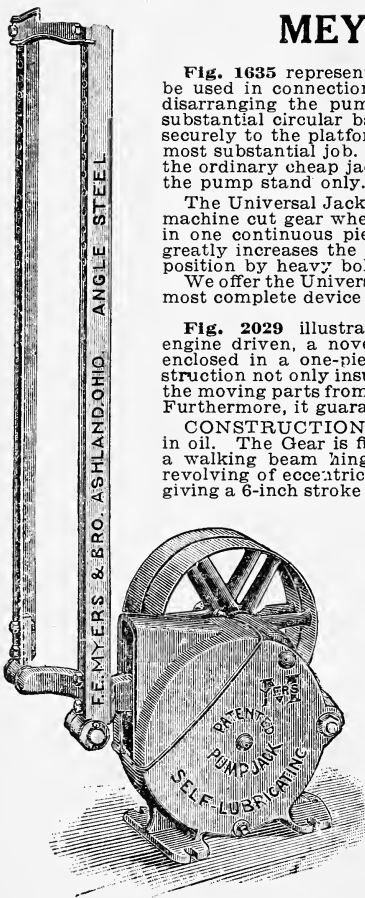 MEY
Fig. 1635 represen
be used in connection
disarranging the pum
substantial circular ba
securely to the platfor
most substantial job.
the ordinary cheap jac
the pump stand only.
The Universal Jack
machine cut gear whe
in one continuous pie
greatly increases the
position by heavy bol
We offer the Univers
most complete device
Fig. 2029 illustra
engine driven, a nove
enclosed in a one-pie
struction not only insu
the moving parts from
Furthermore, it guara
CONSTRUCTION
in oil. The Gear is fi
a walking beam hing
revolving of eccentric
giving a 6-inch stroke
F.E.MYERS & BRO. ASHLAND, OHIO. ANGLE STEEL
PATENTED
PUMP JACK
SELF-LUBRICATING